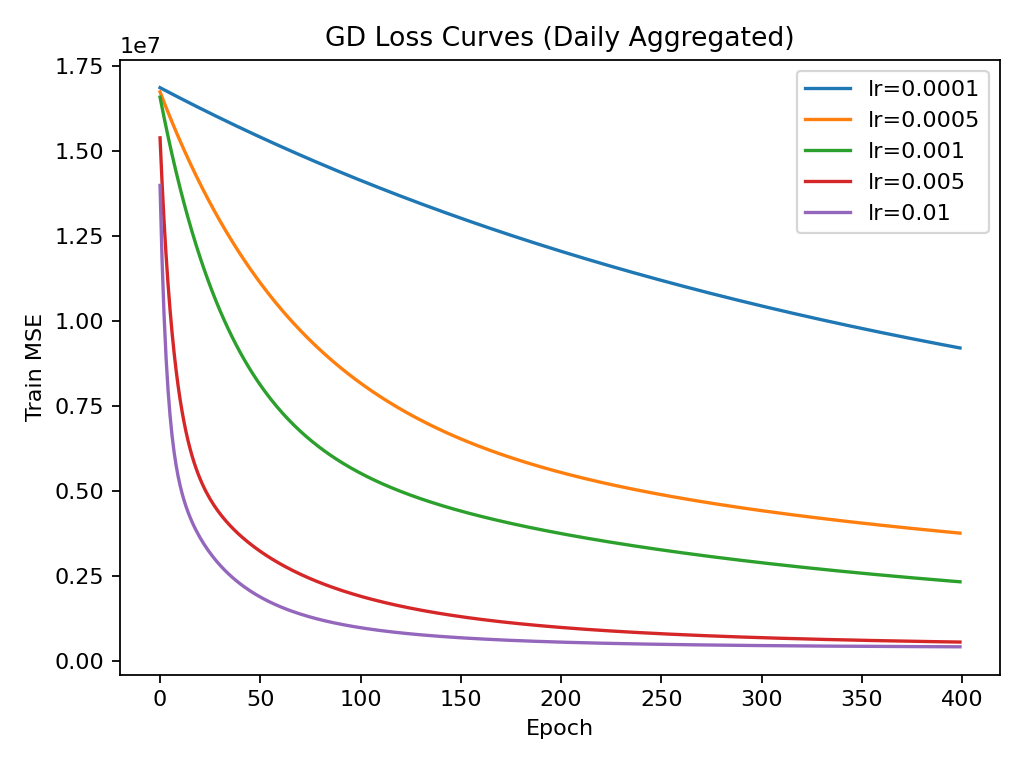 GD Loss Curves (Daily Aggregated)
1e7
1.75
1.50
1.25
1.00
0.75
0.50
0.25
0.00
Train MSE
lr=0.0001
lr=0.0005
lr=0.001
lr=0.005
lr=0.01
0 50 100 150 200 250 300 350 400
Epoch